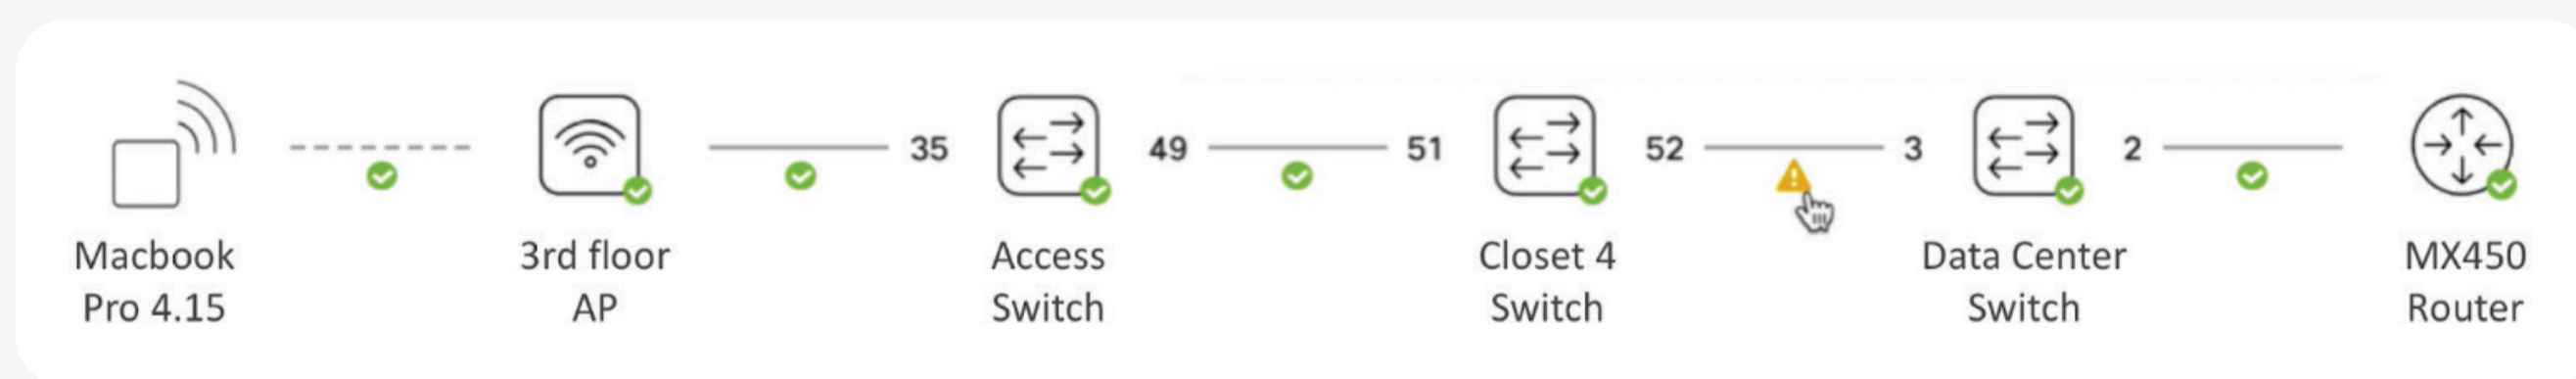 35 49 51 52 3 2
Macbook
Pro 4.15
3rd floor
AP
Access
Switch
Closet 4
Switch
Data Center
Switch
MX450
Router